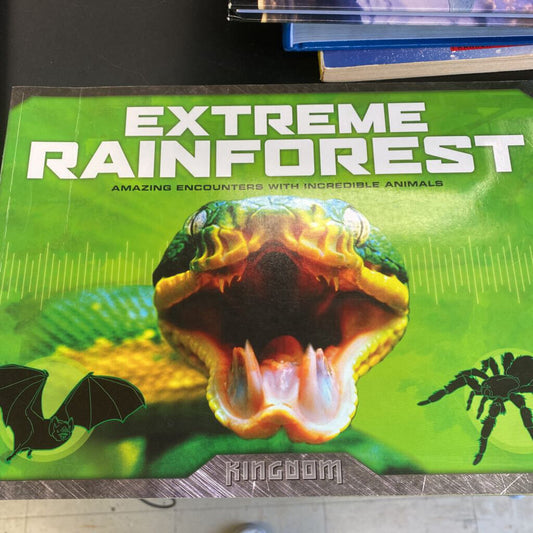 EXTREME
RAINFOREST
AMAZING ENCOUNTERS WITH INCREDIBLE ANIMALS
KINGDOM